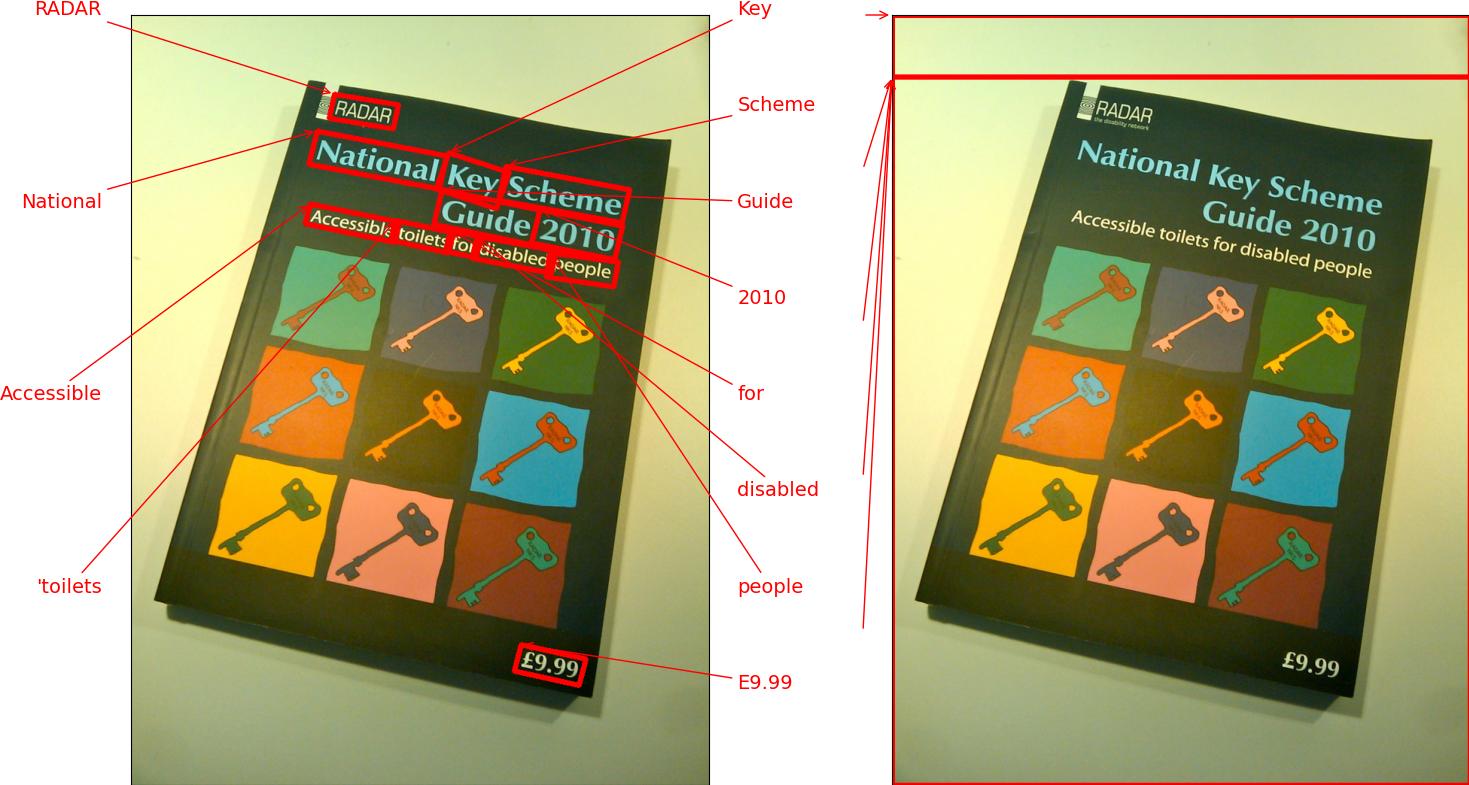 RADAR
Key
RADAR
RADAR
the disability network
Scheme
National Key Scheme
National Key Scheme
National
Guide
Guide 2010
Guide 2010
Accessible toilets for disabled people
Accessible toilets for disabled people
2010
Accessible
for
disabled
'toilets
people
£9.99
£9.99
E9.99